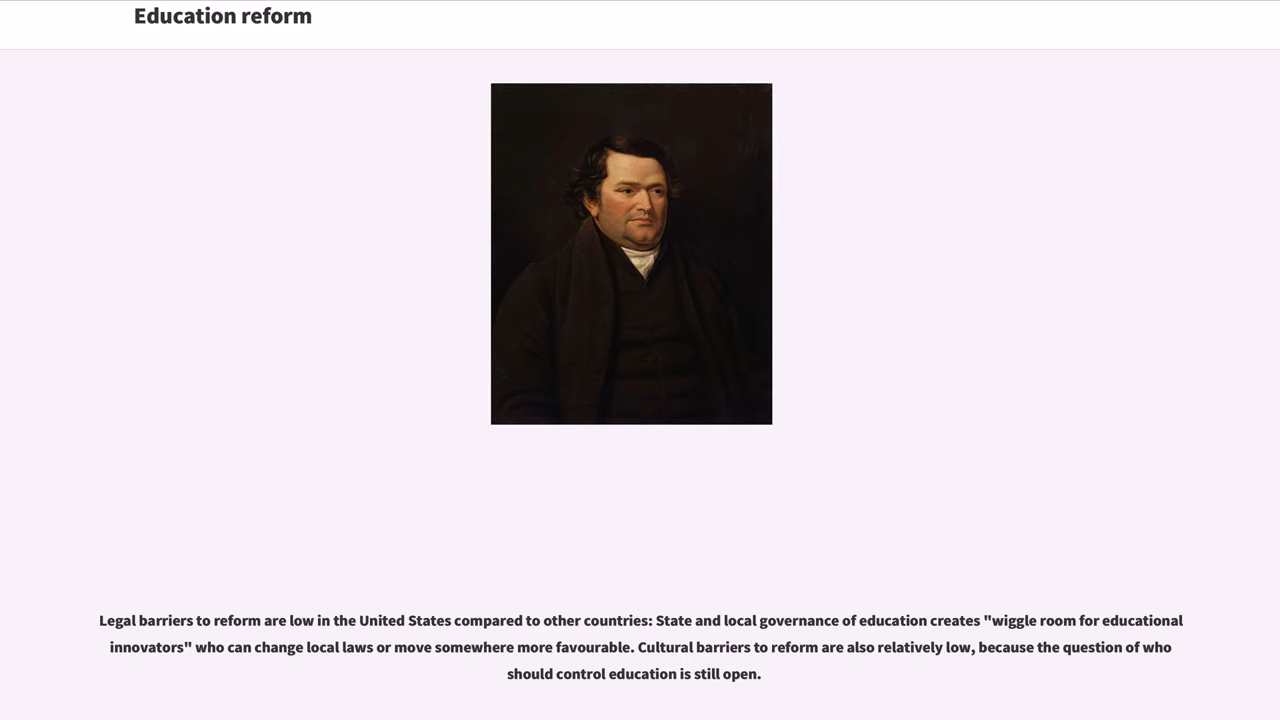 Education reform
Legal barriers to reform are low in the United States compared to other countries: State and local governance of education creates "wiggle room for educational
innovators" who can change local laws or move somewhere more favourable. Cultural barriers to reform are also relatively low, because the question of who
should control education is still open.